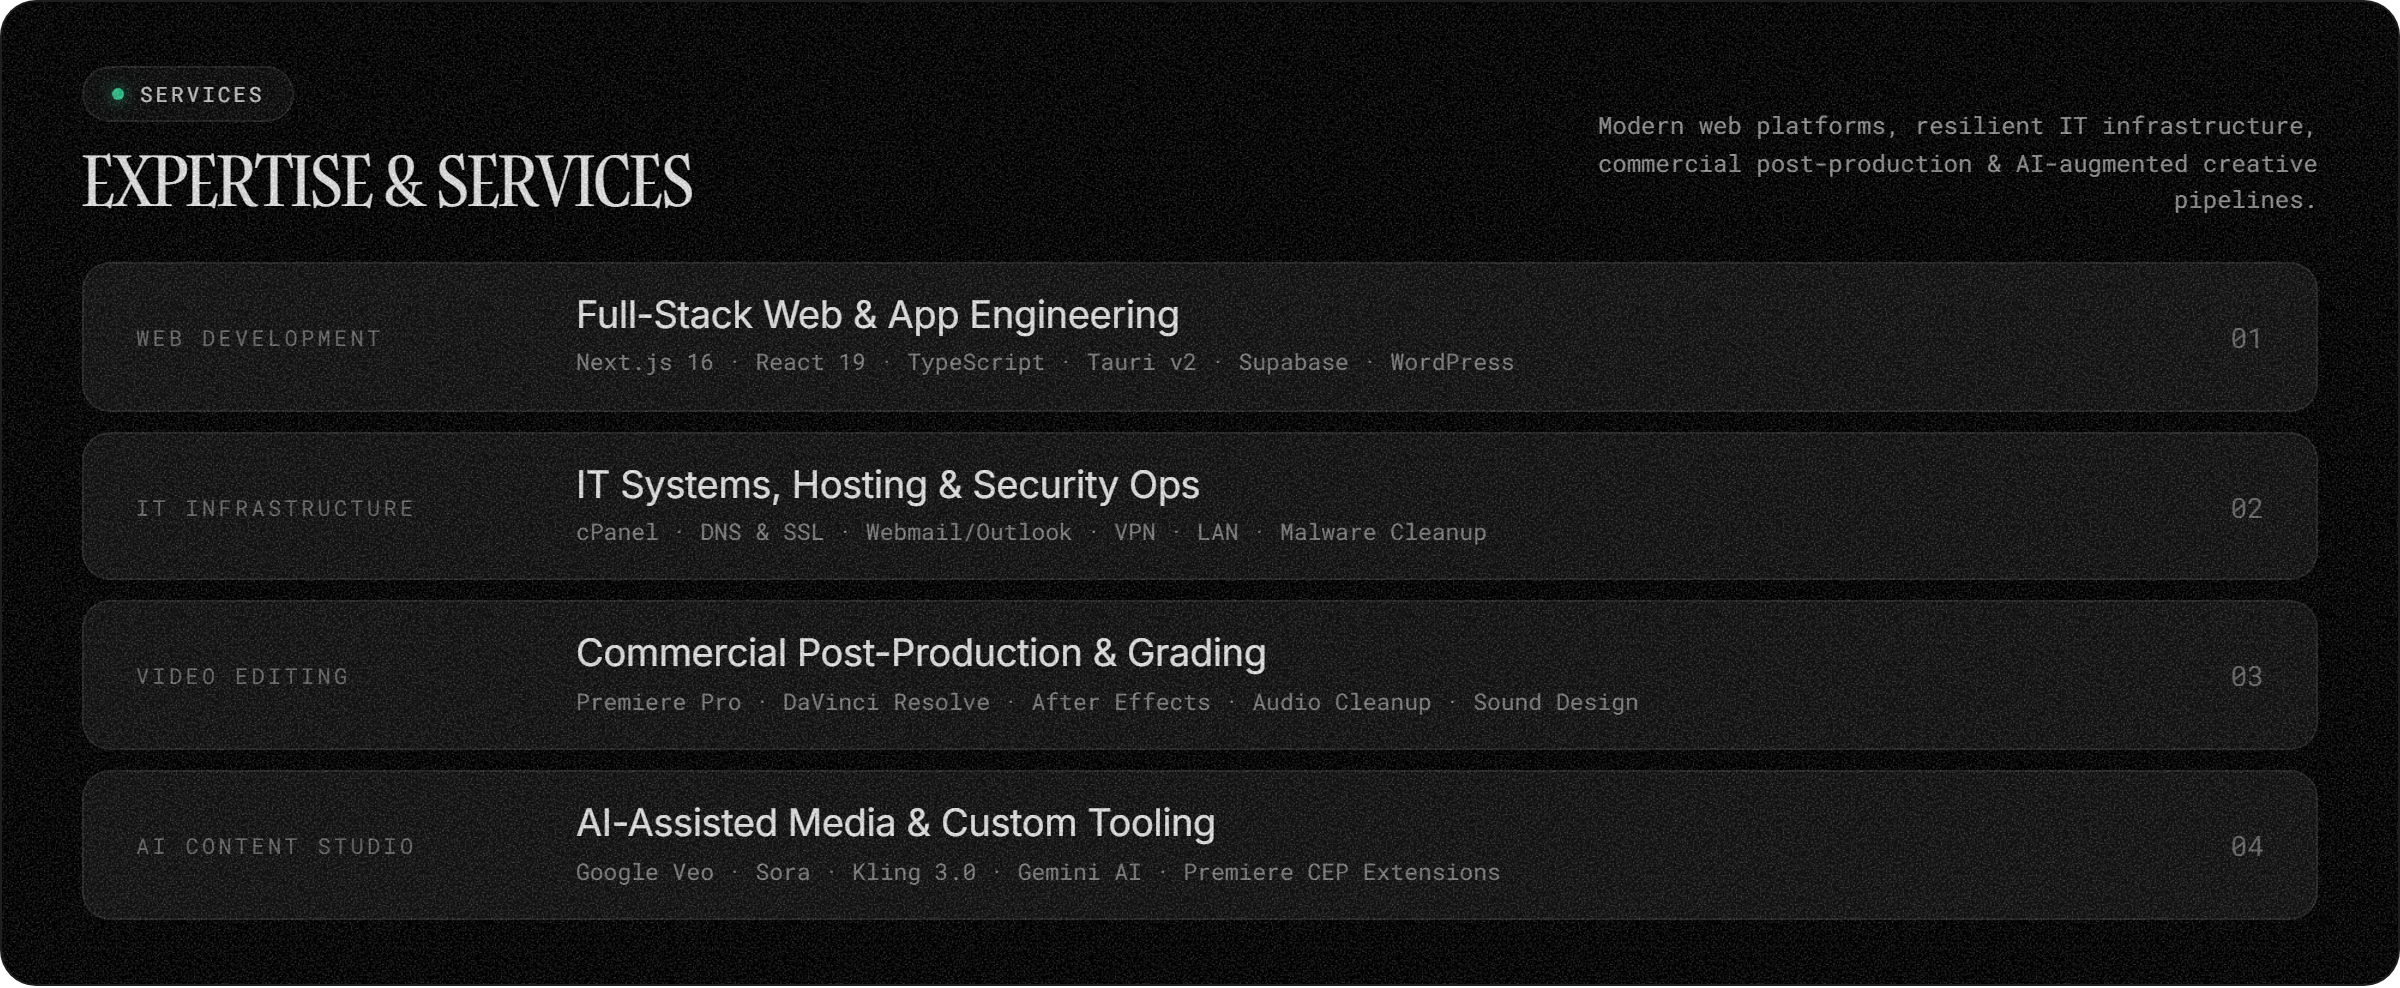 SERVICES
EXPERTISE & SERVICES
Modern web platforms, resilient IT infrastructure,
commercial post-production & AI-augmented creative
pipelines.
WEB DEVELOPMENT
Full-Stack Web & App Engineering
Next.js 16 · React 19 · TypeScript · Tauri v2 · Supabase · WordPress
01
IT INFRASTRUCTURE
IT Systems, Hosting & Security Ops
cPanel · DNS & SSL · Webmail/Outlook · VPN · LAN · Malware Cleanup
02
VIDEO EDITING
Commercial Post-Production & Grading
Premiere Pro · DaVinci Resolve · After Effects · Audio Cleanup · Sound Design
03
AI CONTENT STUDIO
AI-Assisted Media & Custom Tooling
Google Veo · Sora · Kling 3.0 · Gemini AI · Premiere CEP Extensions
04